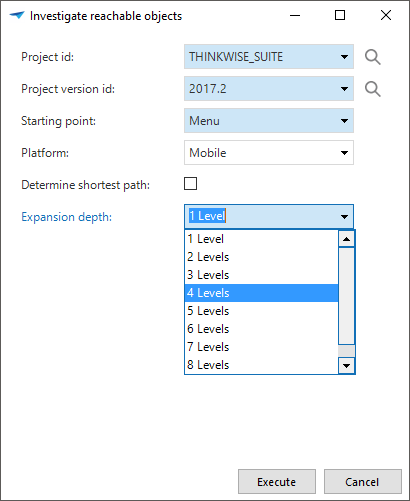 Investigate reachable objects
Project id: THINKWISE_SUITE
Project version id: 2017.2
Starting point: Menu
Platform: Mobile
Determine shortest path:
Expansion depth: 1 Level
1 Level
2 Levels
3 Levels
4 Levels
5 Levels
6 Levels
7 Levels
8 Levels
Execute Cancel